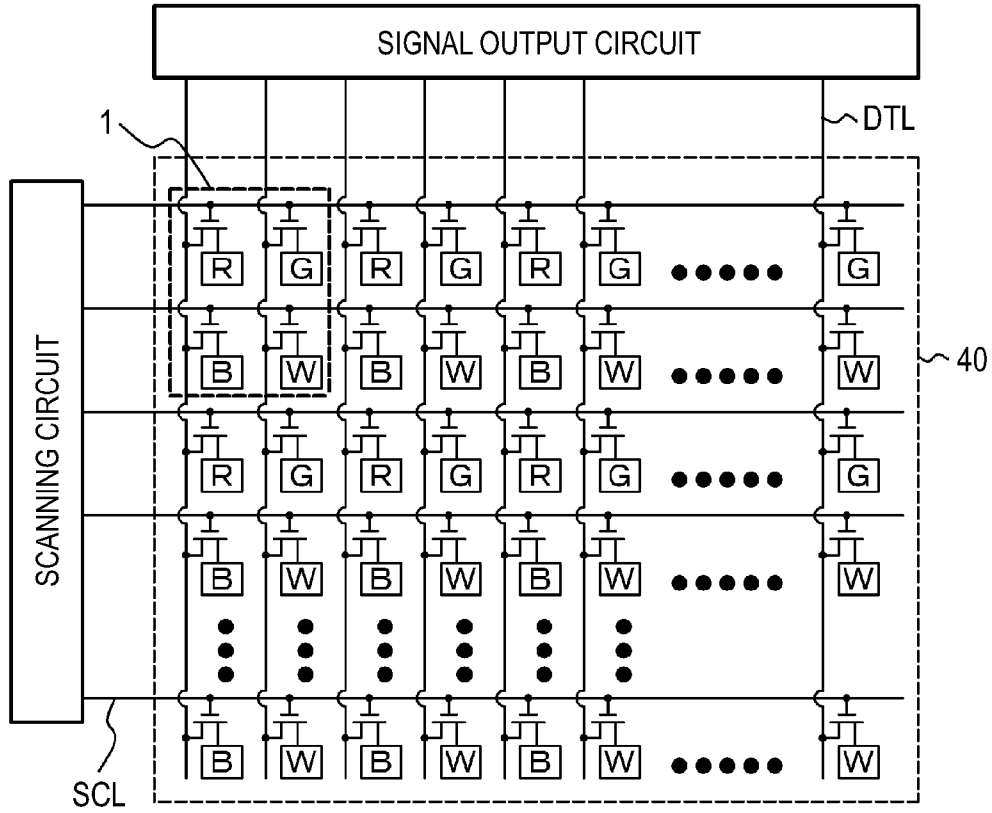 SIGNAL OUTPUT CIRCUIT
1
DTL
SCANNING CIRCUIT
R G R G R G G
B W B W B W W
40
R G R G R G G
B W B W B W W
B W B W B W W
SCL